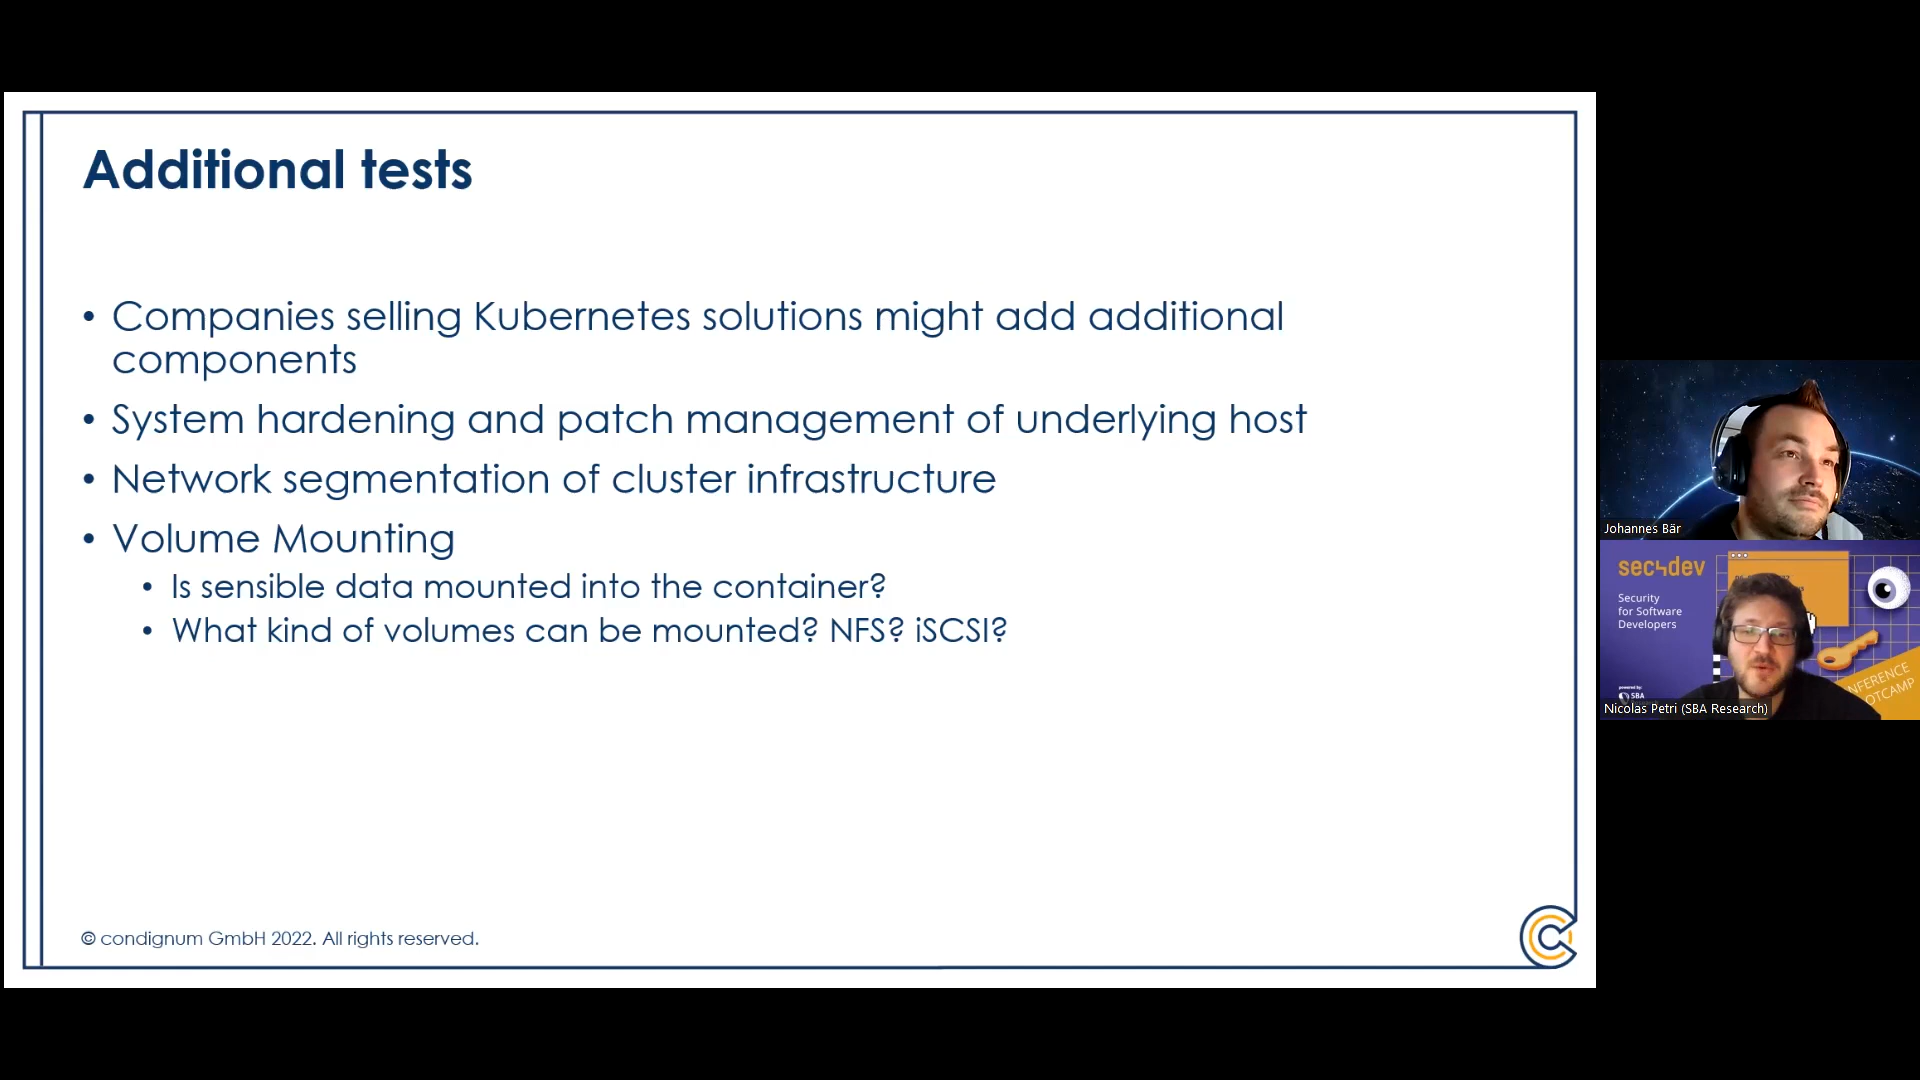 Additional tests
• Companies selling Kubernetes solutions might add additional
components
• System hardening and patch management of underlying host
• Network segmentation of cluster infrastructure
• Volume Mounting
• Is sensible data mounted into the container?
• What kind of volumes can be mounted? NFS? iSCSI?
© condignum GmbH 2022. All rights reserved.
Johannes Bär
sec4dev
Security
for Software
Developers
powered by:
SBA
NFERENCE
OTCAMP
Nicolas Petri (SBA Research)